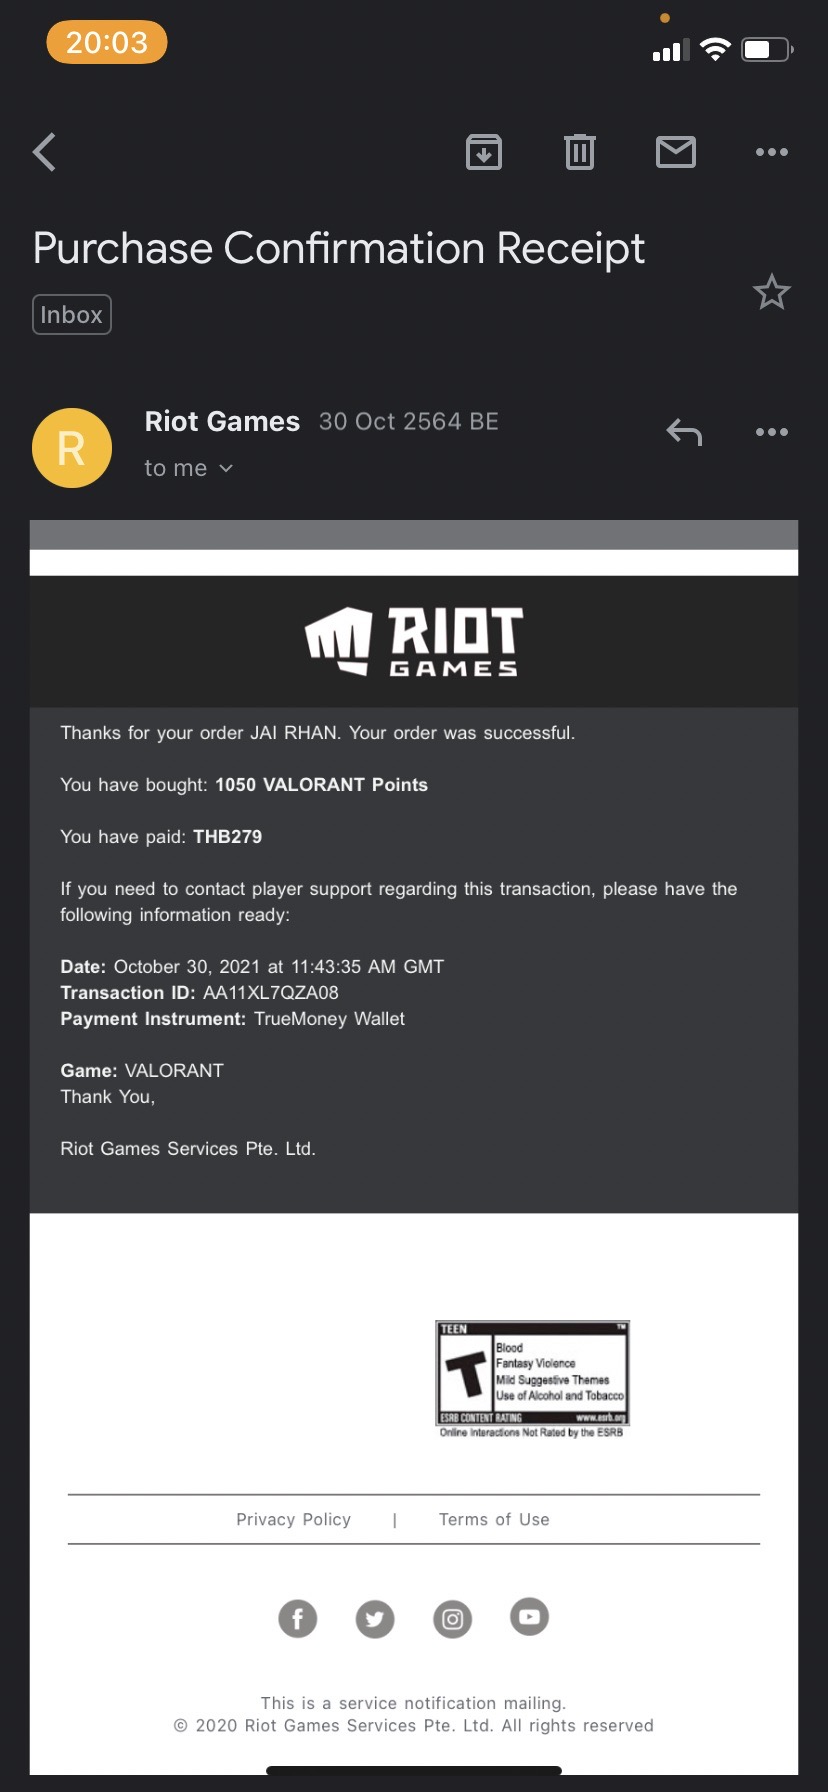 20:03
Purchase Confirmation Receipt
Inbox
R
Riot Games 30 Oct 2564 BE
to me
RIOT
GAMES
Thanks for your order JAI RHAN. Your order was successful.
You have bought: 1050 VALORANT Points
You have paid: THB279
If you need to contact player support regarding this transaction, please have the
following information ready:
Date: October 30, 2021 at 11:43:35 AM GMT
Transaction ID: AA11XL7QZA08
Payment Instrument: TrueMoney Wallet
Game: VALORANT
Thank You,
Riot Games Services Pte. Ltd.
TEEN TM
T
Blood
Fantasy Violence
Mild Suggestive Themes
Use of Alcohol and Tobacco
ESRB CONTENT RATING www.esrb.org
Online Interactions Not Rated by the ESRB
Privacy Policy | Terms of Use
This is a service notification mailing.
© 2020 Riot Games Services Pte. Ltd. All rights reserved